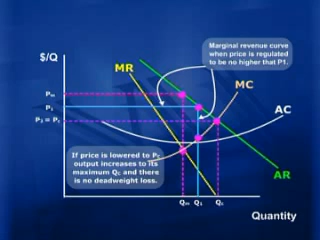 $/Q
Marginal revenue curve
when price is regulated
to be no higher that P1.
MR
MC
Pm
P1
AC
P3 = Pc
If price is lowered to Pc
output increases to its
maximum Qc and there
is no deadweight loss.
AR
Qm Q1 Qc
Quantity